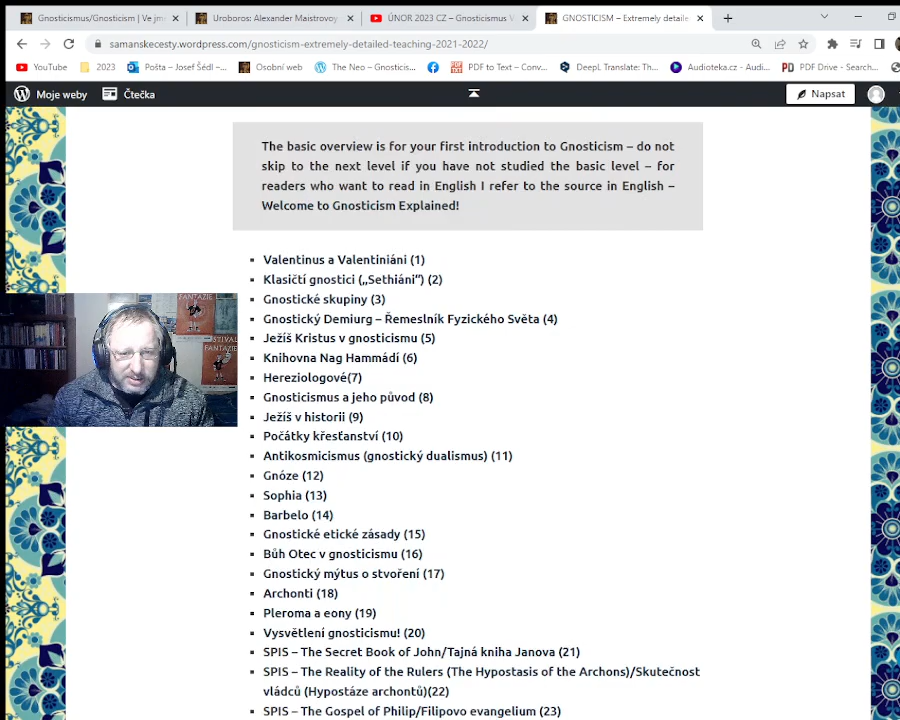 Gnosticismus/Gnosticism | Ve jm
Uroboros: Alexander Maistrovoy
ÚNOR 2023 CZ – Gnosticismus V
GNOSTICISM – Extremely detaile
samanskecesty.wordpress.com/gnosticism-extremely-detailed-teaching-2021-2022/
YouTube
2023
Pošta – Josef Šédl –...
Osobní web
The Neo – Gnostic...
PDF to Text – Conv...
DeepL Translate: Th...
Audioteka.cz - Audi...
PDF Drive - Search...
Moje weby
Čtečka
Napsat
The basic overview is for your first introduction to Gnosticism – do not
skip to the next level if you have not studied the basic level – for
readers who want to read in English I refer to the source in English –
Welcome to Gnosticism Explained!
Valentinus a Valentiniáni (1)
Klasičtí gnostici („Sethiáni“) (2)
Gnostické skupiny (3)
Gnostický Demiurg – Řemeslník Fyzického Světa (4)
Ježíš Kristus v gnosticismu (5)
Knihovna Nag Hammádí (6)
Hereziologové(7)
Gnosticismus a jeho původ (8)
Ježíš v historii (9)
Počátky křesťanství (10)
Antikosmicismus (gnostický dualismus) (11)
Gnóze (12)
Sophia (13)
Barbelo (14)
Gnostické etické zásady (15)
Bůh Otec v gnosticismu (16)
Gnostický mýtus o stvoření (17)
Archonti (18)
Pleroma a eony (19)
Vysvětlení gnosticismu! (20)
SPIS – The Secret Book of John/Tajná kniha Janova (21)
SPIS – The Reality of the Rulers (The Hypostasis of the Archons)/Skutečnost
vládců (Hypostáze archontů)(22)
SPIS – The Gospel of Philip/Filipovo evangelium (23)
FANTAZIE
FANTAZIE